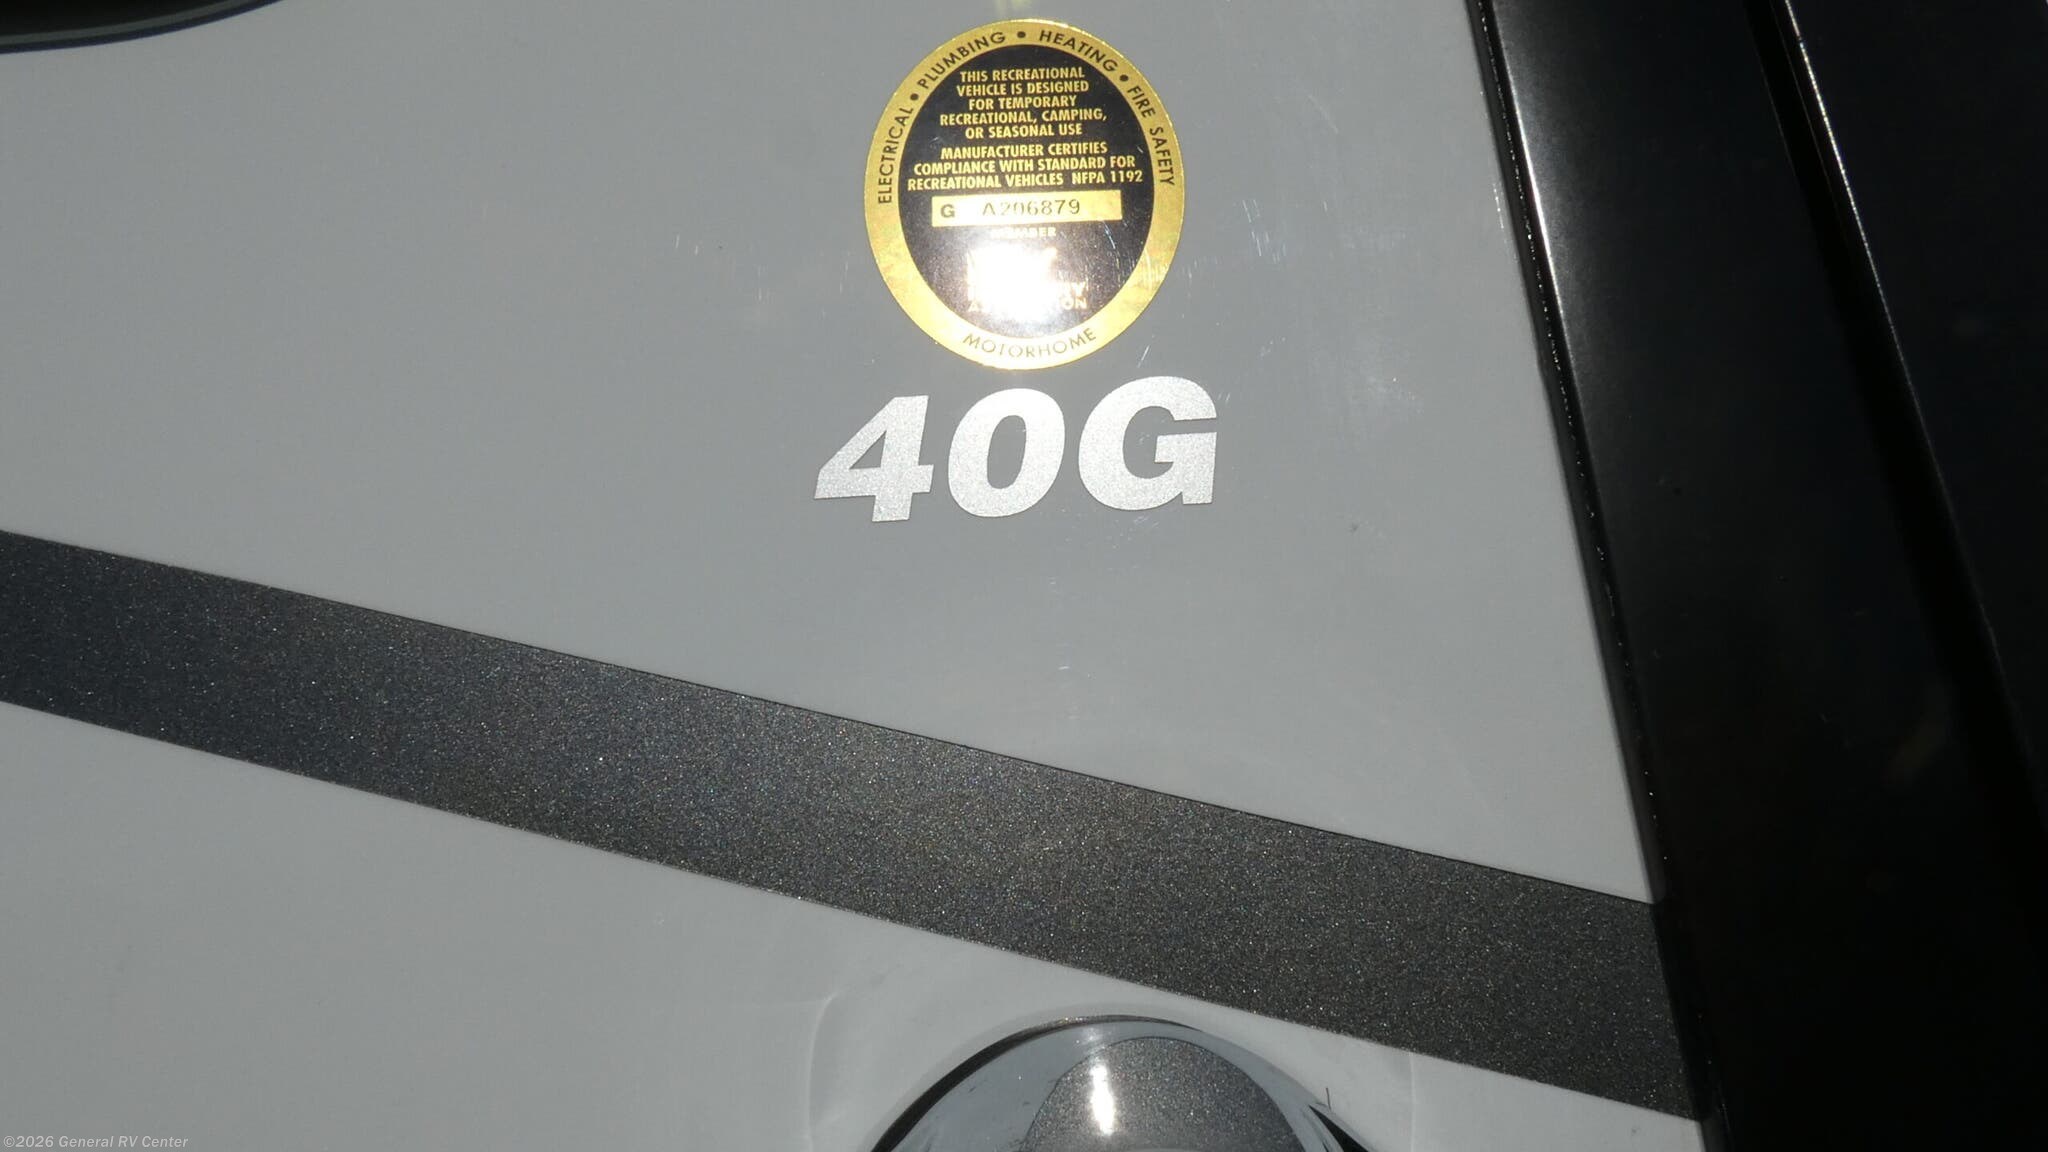 ELECTRICAL • PLUMBING • HEATING • FIRE SAFETY
THIS RECREATIONAL
VEHICLE IS DESIGNED
FOR TEMPORARY
RECREATIONAL, CAMPING,
OR SEASONAL USE
MANUFACTURER CERTIFIES
COMPLIANCE WITH STANDARD FOR
RECREATIONAL VEHICLES NFPA 1192
G A206879
MEMBER
MOTORHOME
40G
©2026 General RV Center